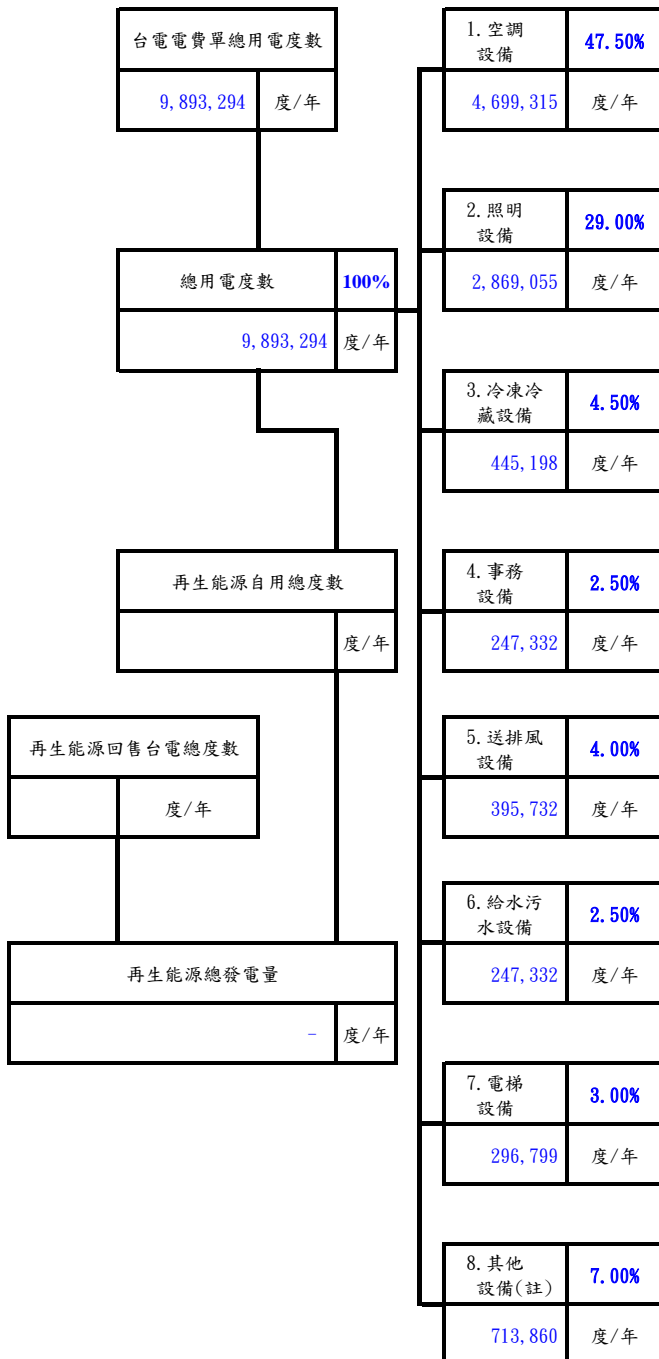 台電電費單總用電度數
9,893,294 度/年
總用電度數 100%
9,893,294 度/年
再生能源自用總度數
度/年
再生能源回售台電總度數
度/年
再生能源總發電量
- 度/年
1.空調
設備
47.50%
4,699,315 度/年
2.照明
設備
29.00%
2,869,055 度/年
3.冷凍冷
藏設備
4.50%
445,198 度/年
4.事務
設備
2.50%
247,332 度/年
5.送排風
設備
4.00%
395,732 度/年
6.給水污
水設備
2.50%
247,332 度/年
7.電梯
設備
3.00%
296,799 度/年
8.其他
設備(註)
7.00%
713,860 度/年